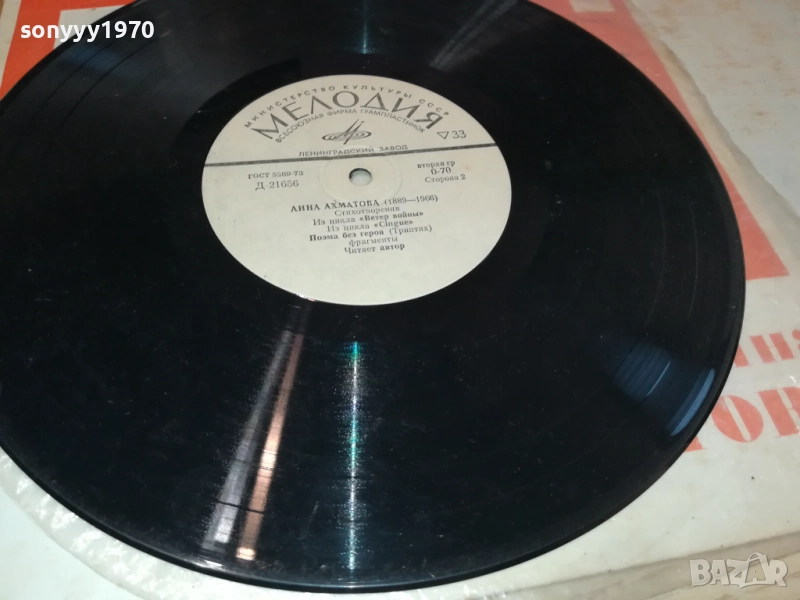 sonyyy1970
МИНИСТЕРСТВО КУЛЬТУРЫ СССР
МЕЛОДИЯ
ВСЕСОЮЗНАЯ ФИРМА ГРАМПЛАСТИНОК
33
ЛЕНИНГРАДСКИЙ ЗАВОД
ГОСТ 5289-73
вторая гр
Д-21656
0-70
Сторона 2
АННА АХМАТОВА (1889—1966)
Стихотворения
Из цикла «Ветер войны»
Из цикла «Cinque»
Поэма без героя (Триптих)
фрагменты
Читает автор
ОВ
BAZAR